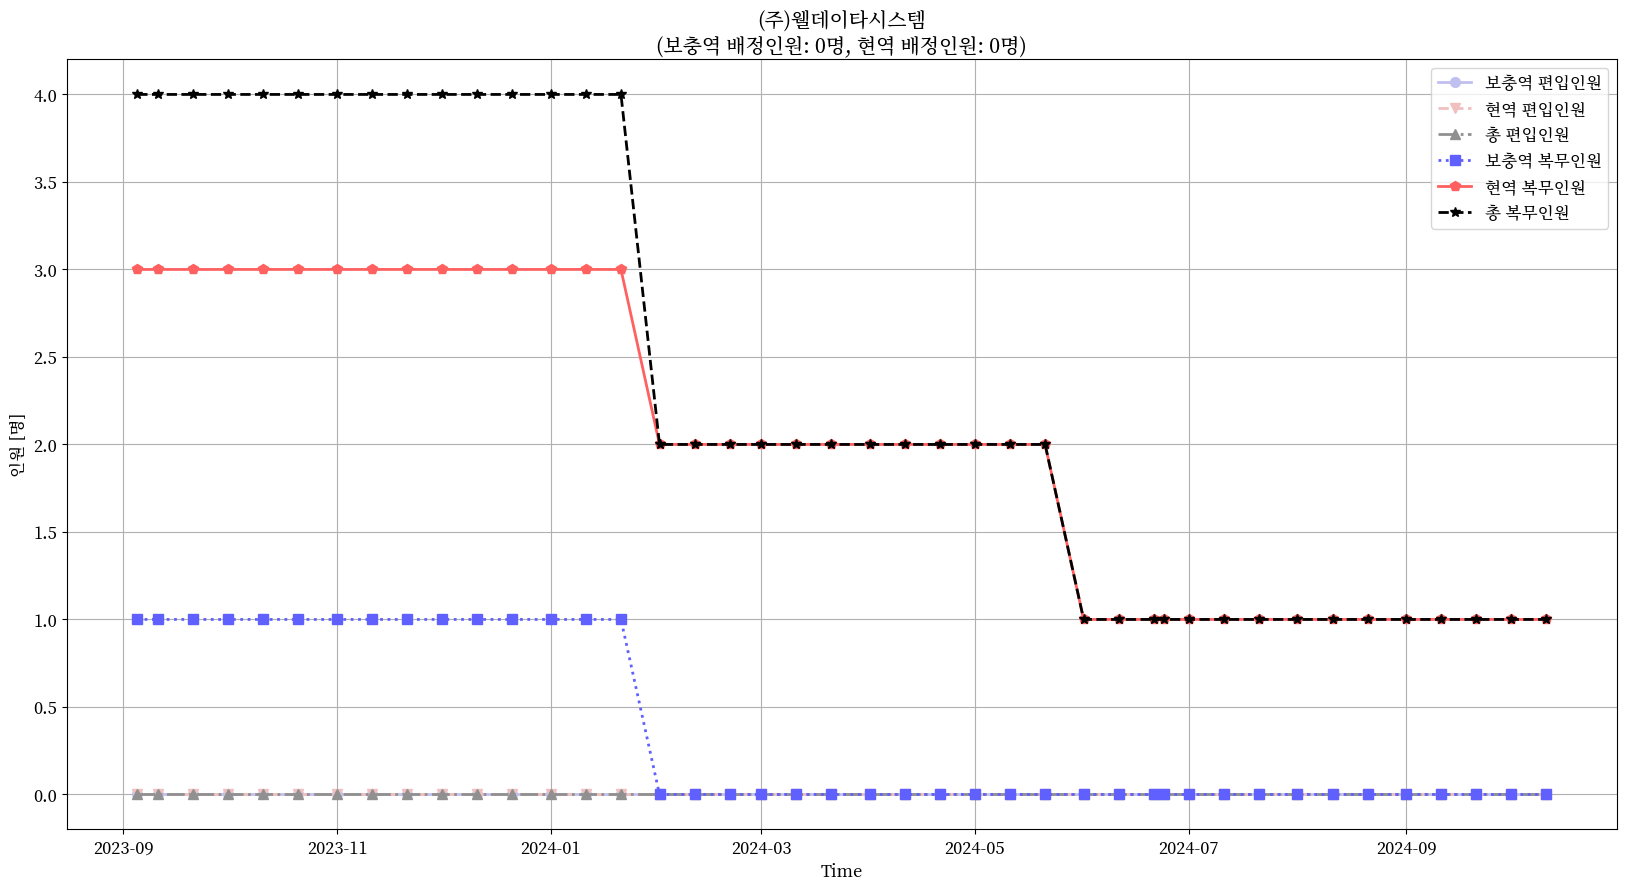 (주)웰데이타시스템
(보충역 배정인원: 0명, 현역 배정인원: 0명)
보충역 편입인원
현역 편입인원
총 편입인원
보충역 복무인원
현역 복무인원
총 복무인원
인원 [명]
4.0
3.5
3.0
2.5
2.0
1.5
1.0
0.5
0.0
2023-09 2023-11 2024-01 2024-03 2024-05 2024-07 2024-09
Time